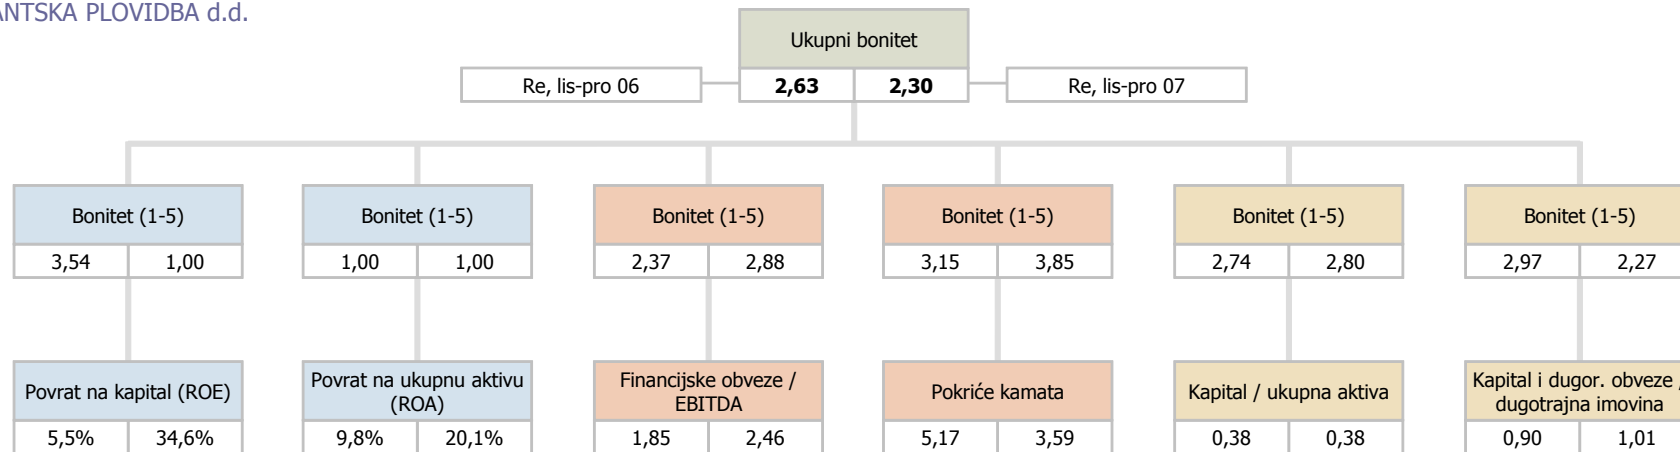 ANTSKA PLOVIDBA d.d.
Ukupni bonitet
Re, lis-pro 06 2,63 2,30 Re, lis-pro 07
Bonitet (1-5) Bonitet (1-5) Bonitet (1-5) Bonitet (1-5) Bonitet (1-5) Bonitet (1-5)
3,54 1,00 1,00 1,00 2,37 2,88 3,15 3,85 2,74 2,80 2,97 2,27
Povrat na kapital (ROE)
Povrat na ukupnu aktivu
(ROA)
Financijske obveze /
EBITDA
Pokriće kamata
Kapital / ukupna aktiva
Kapital i dugor. obveze /
dugotrajna imovina
5,5% 34,6% 9,8% 20,1% 1,85 2,46 5,17 3,59 0,38 0,38 0,90 1,01